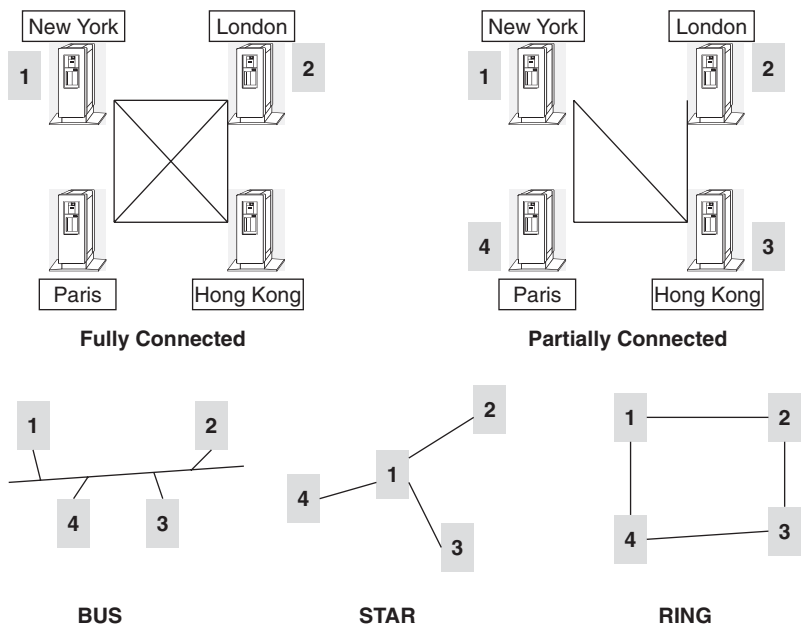 New York London New York London
1 2 1 2
4 3
Paris Hong Kong Paris Hong Kong
Fully Connected Partially Connected
1 2 4 3
2 1 4 3
1 2 4 3
BUS STAR RING